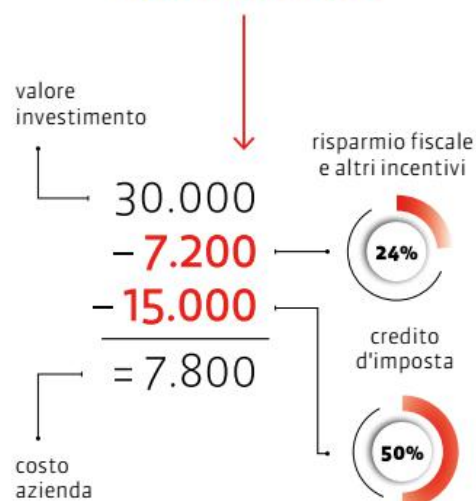 valore
investimento
risparmio fiscale
e altri incentivi
30.000
– 7.200
24%
– 15.000
credito
d'imposta
= 7.800
50%
costo
azienda